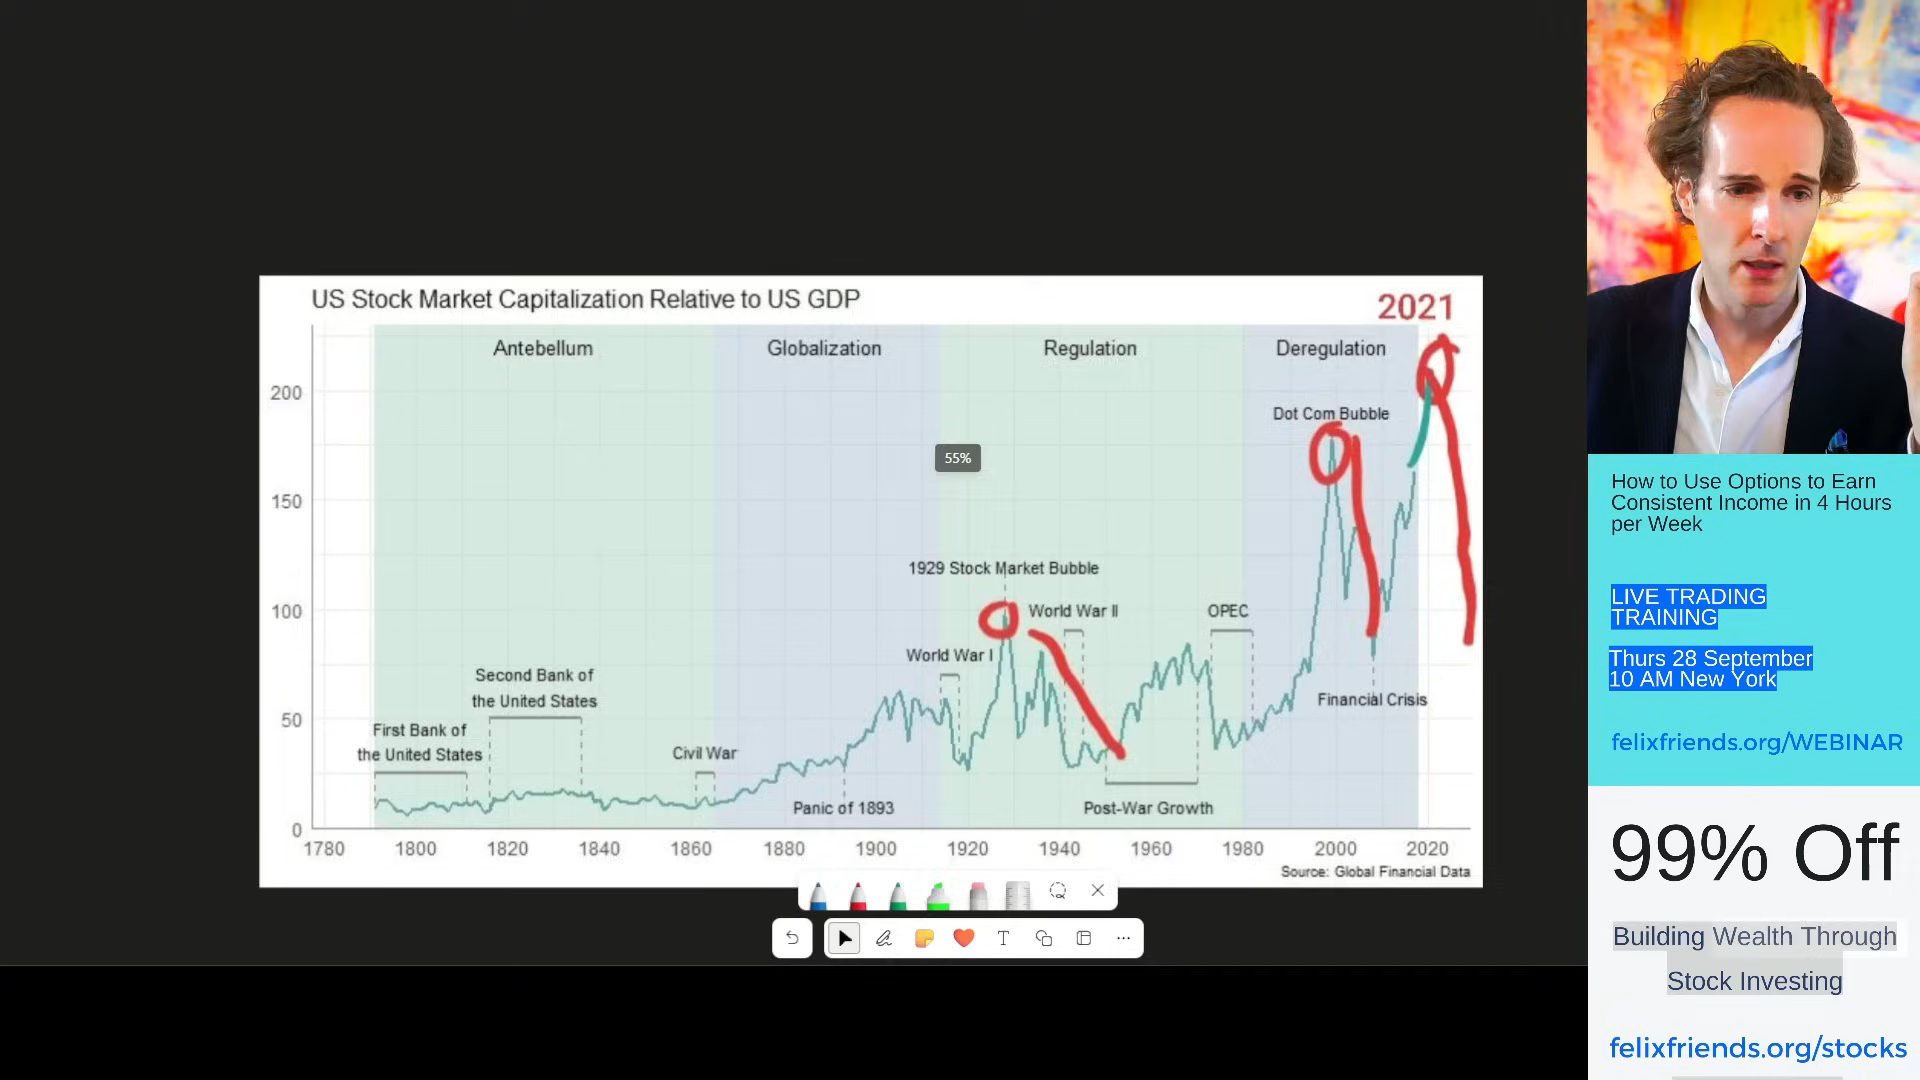 US Stock Market Capitalization Relative to US GDP
2021
Antebellum
Globalization
Regulation
Deregulation
200
Dot Com Bubble
55%
150
1929 Stock Market Bubble
100
World War II
OPEC
World War I
Second Bank of
the United States
Financial Crisis
50
First Bank of
the United States
Civil War
Panic of 1893
Post-War Growth
0
1780 1800 1820 1840 1860 1880 1900 1920 1940 1960 1980 2000 2020
Source: Global Financial Data
T
How to Use Options to Earn
Consistent Income in 4 Hours
per Week
LIVE TRADING
TRAINING
Thurs 28 September
10 AM New York
felixfriends.org/WEBINAR
99% Off
Building Wealth Through
Stock Investing
felixfriends.org/stocks